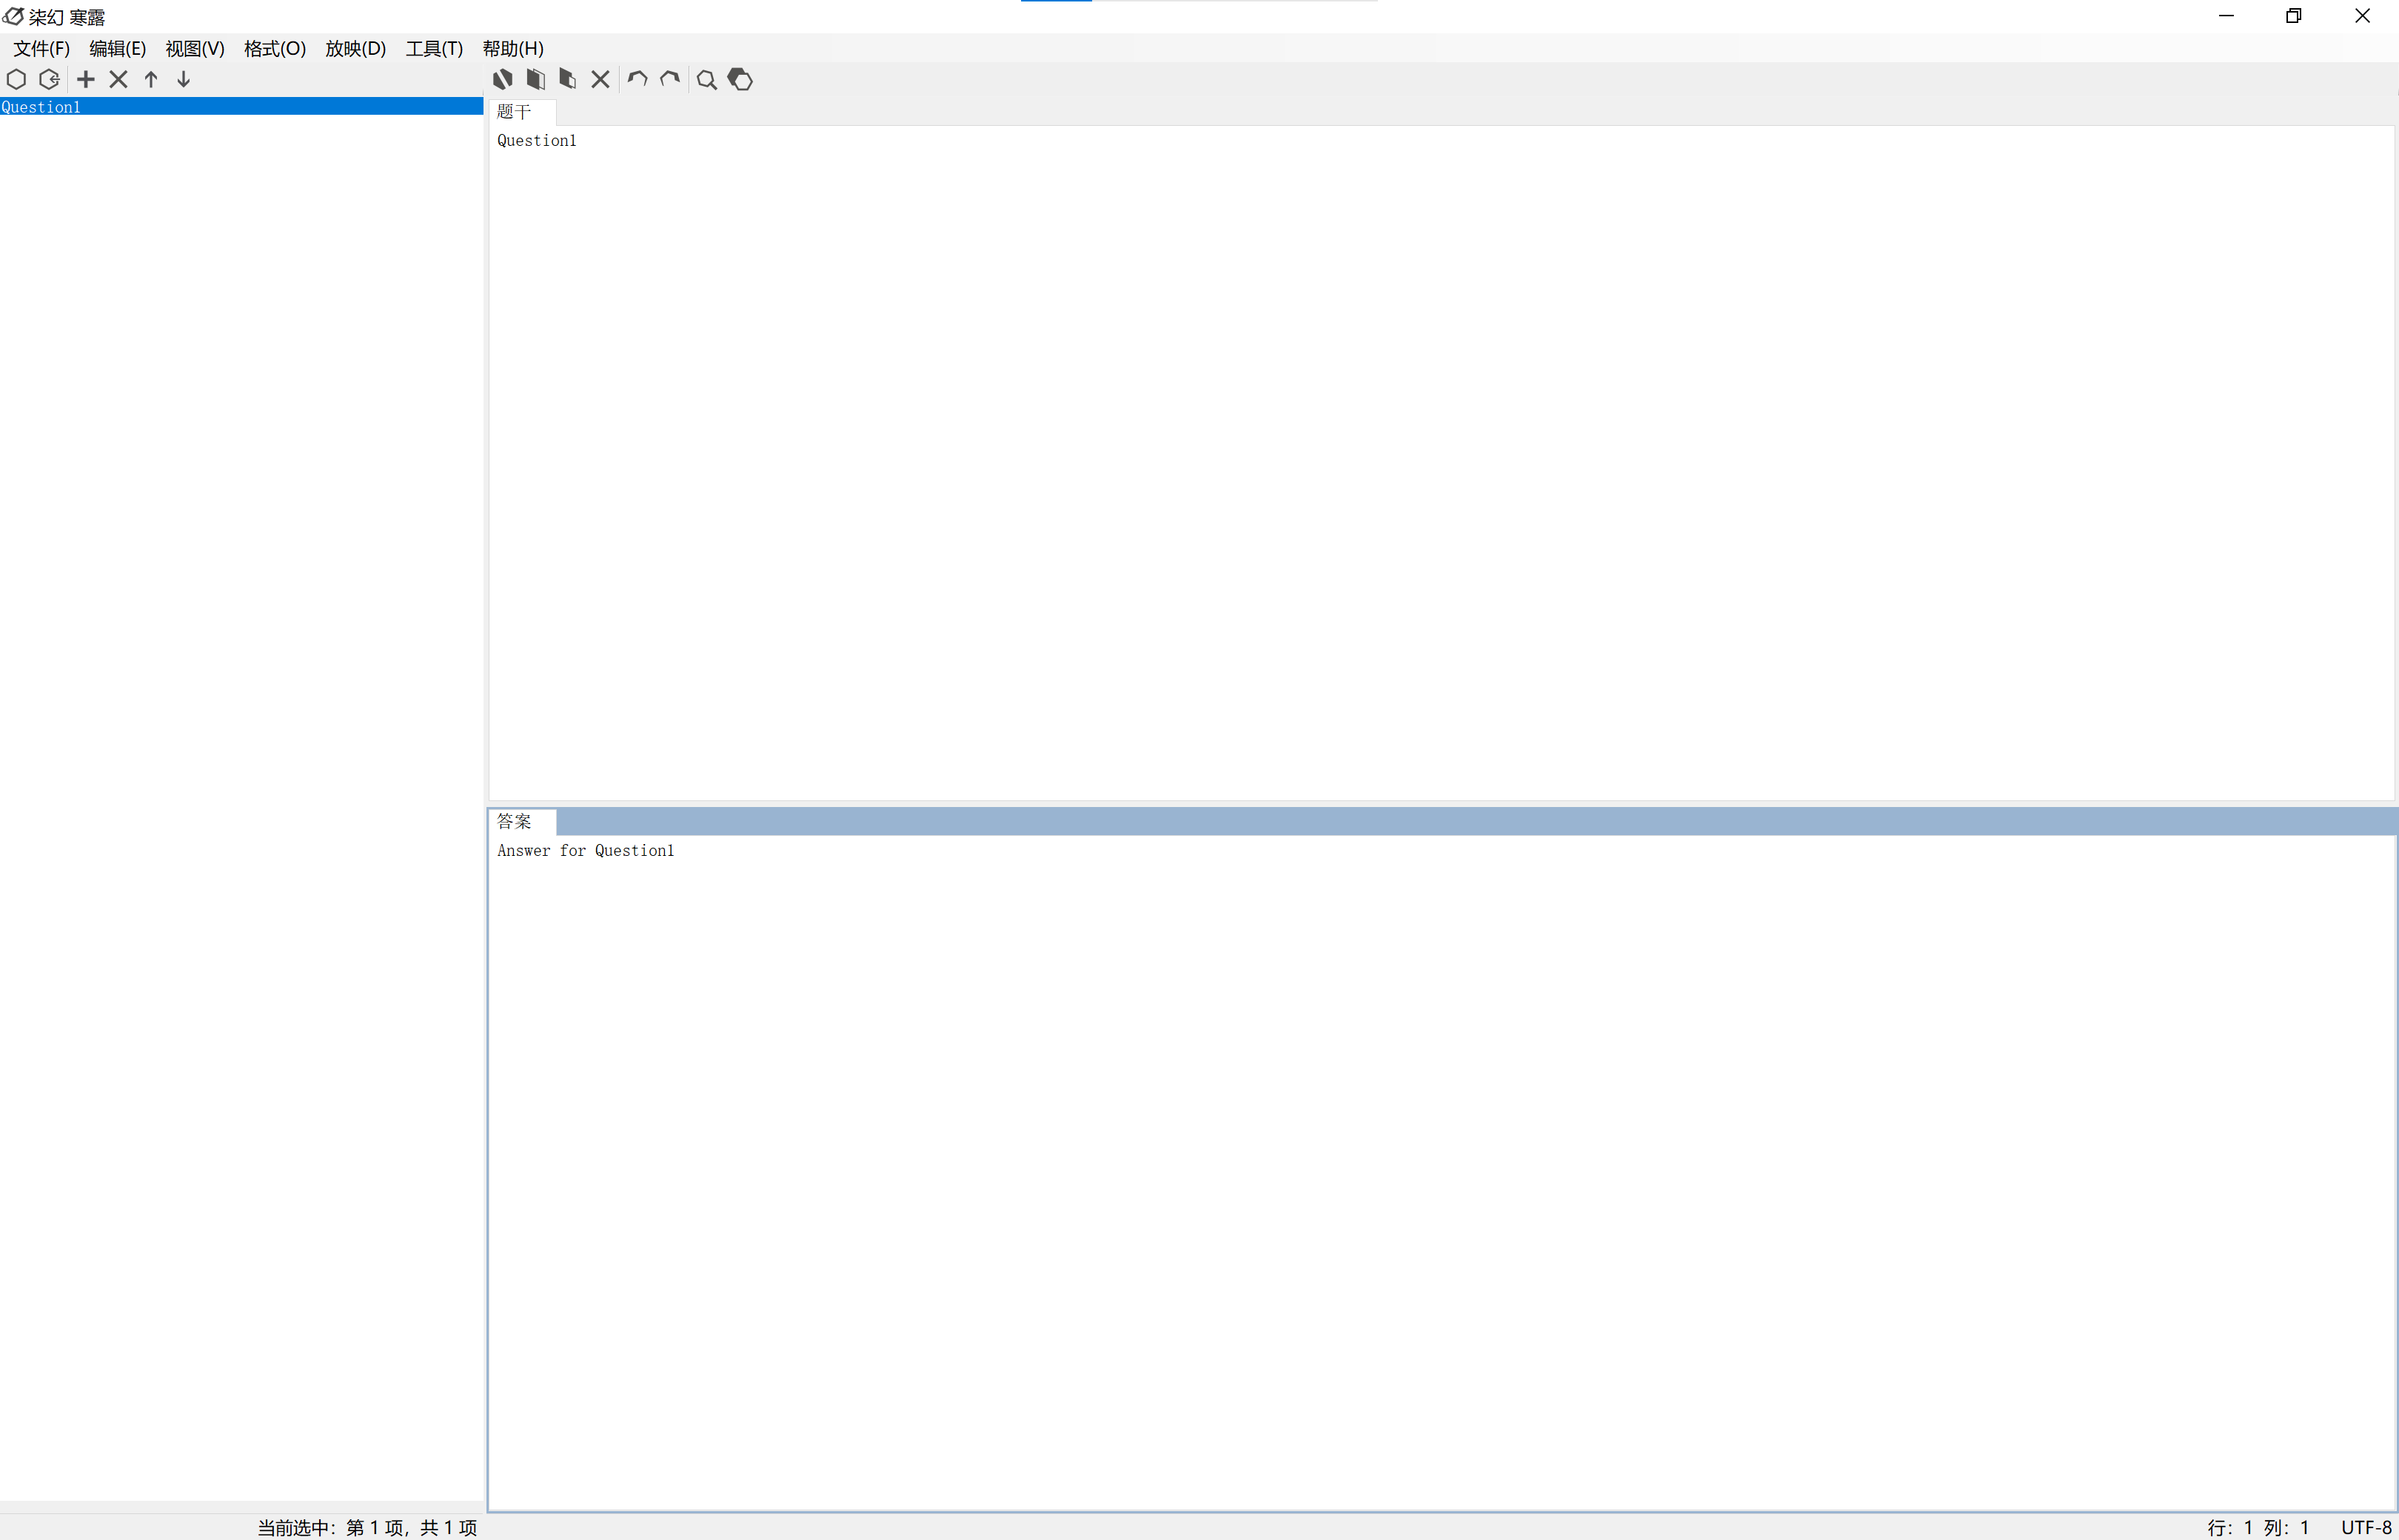 柒幻 寒露
文件(F) 编辑(E) 视图(V) 格式(O) 放映(D) 工具(T) 帮助(H)
Question1
题干
Question1
答案
Answer for Question1
当前选中：第 1 项，共 1 项
行：1 列：1 UTF-8